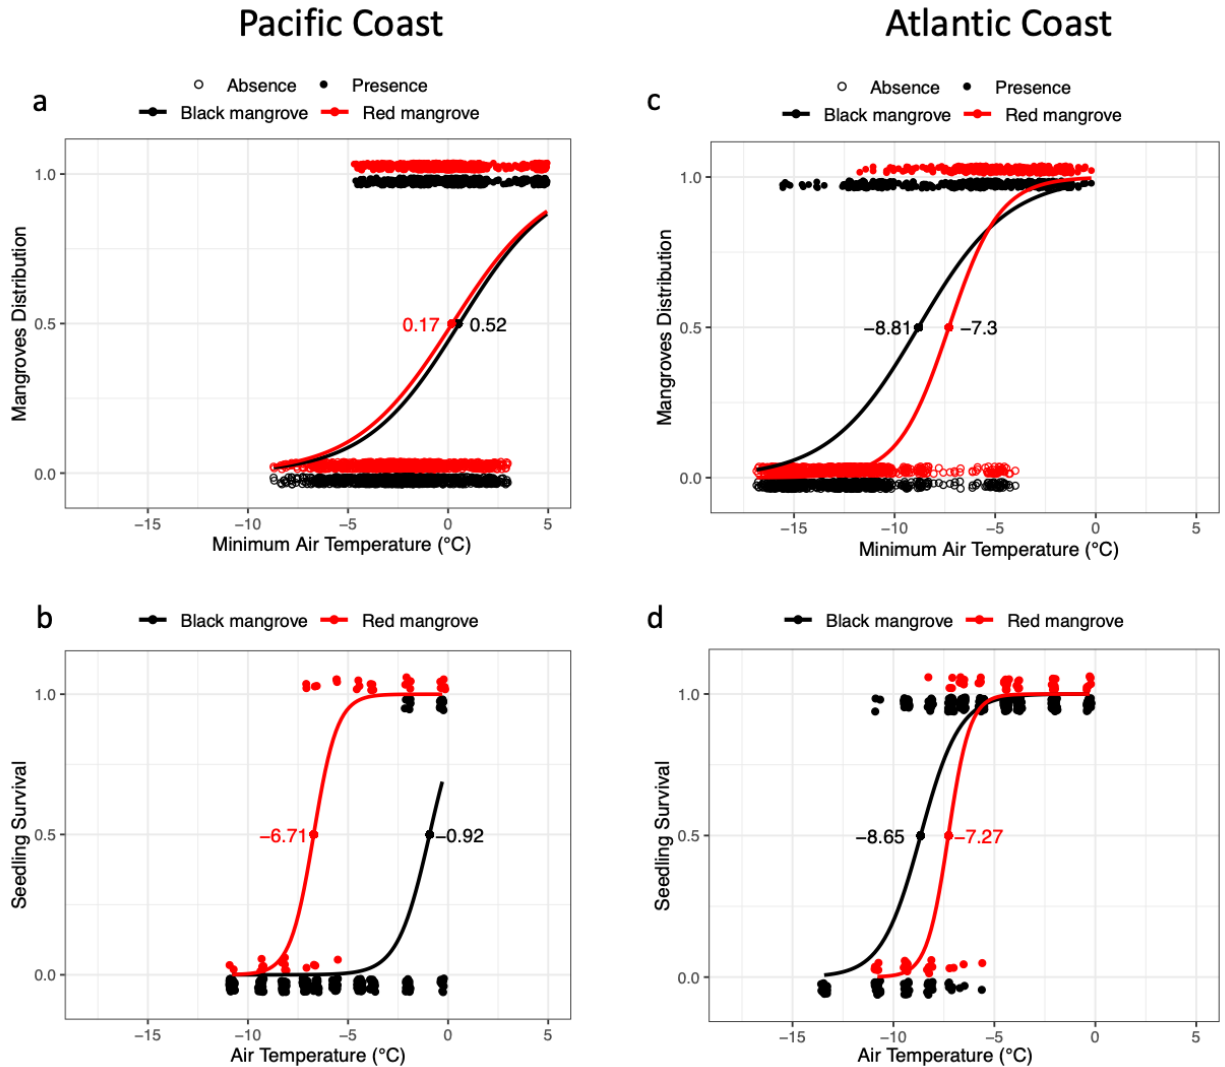 Pacific Coast
Atlantic Coast
a
Absence Presence
Black mangrove Red mangrove
Mangroves Distribution
1.0
0.5
0.0
0.17 0.52
−15 −10 −5 0 5
Minimum Air Temperature (°C)
c
Absence Presence
Black mangrove Red mangrove
Mangroves Distribution
1.0
0.5
0.0
−8.81 −7.3
−15 −10 −5 0 5
Minimum Air Temperature (°C)
b
Black mangrove Red mangrove
Seedling Survival
1.0
0.5
0.0
−6.71 −0.92
−15 −10 −5 0 5
Air Temperature (°C)
d
Black mangrove Red mangrove
Seedling Survival
1.0
0.5
0.0
−8.65 −7.27
−15 −10 −5 0 5
Air Temperature (°C)